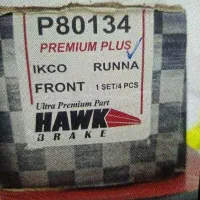 P80134
PREMIUM PLUS
IKCO RUNNA
FRONT 1 SET/4 PCS
Ultra Premium Part
HAWK
BRAKE